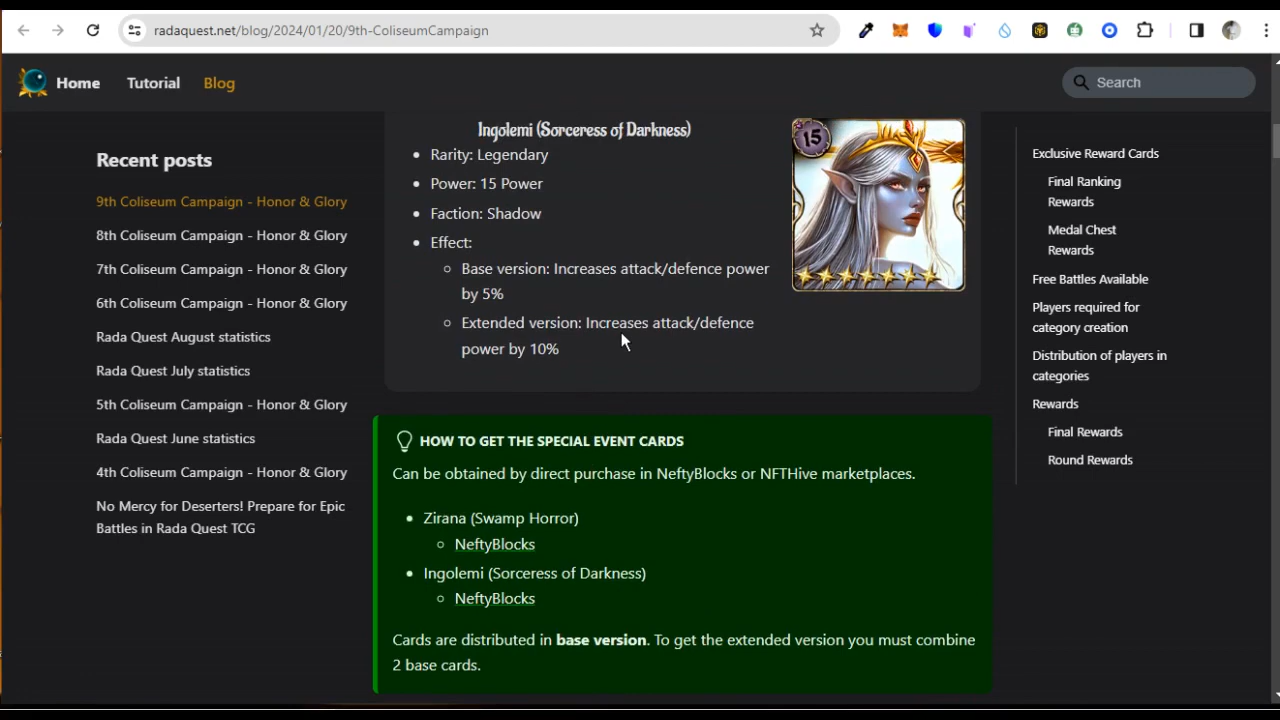 radaquest.net/blog/2024/01/20/9th-ColiseumCampaign
Home
Tutorial
Blog
Search
Recent posts
9th Coliseum Campaign - Honor & Glory
8th Coliseum Campaign - Honor & Glory
7th Coliseum Campaign - Honor & Glory
6th Coliseum Campaign - Honor & Glory
Rada Quest August statistics
Rada Quest July statistics
5th Coliseum Campaign - Honor & Glory
Rada Quest June statistics
4th Coliseum Campaign - Honor & Glory
No Mercy for Deserters! Prepare for Epic
Battles in Rada Quest TCG
Ingolemi (Sorceress of Darkness)
Rarity: Legendary
Power: 15 Power
Faction: Shadow
Effect:
Base version: Increases attack/defence power
by 5%
Extended version: Increases attack/defence
power by 10%
15
HOW TO GET THE SPECIAL EVENT CARDS
Can be obtained by direct purchase in NeftyBlocks or NFTHive marketplaces.
Zirana (Swamp Horror)
NeftyBlocks
Ingolemi (Sorceress of Darkness)
NeftyBlocks
Cards are distributed in base version. To get the extended version you must combine
2 base cards.
Exclusive Reward Cards
Final Ranking
Rewards
Medal Chest
Rewards
Free Battles Available
Players required for
category creation
Distribution of players in
categories
Rewards
Final Rewards
Round Rewards